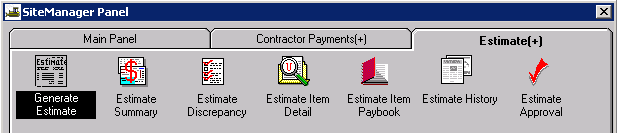 SiteManager Panel
Main Panel
Contractor Payments(+)
Estimate(+)
Estimate
Generate
Estimate
Estimate
Summary
Estimate
Discrepancy
Estimate Item
Detail
Estimate Item
Paybook
Estimate History
Estimate
Approval